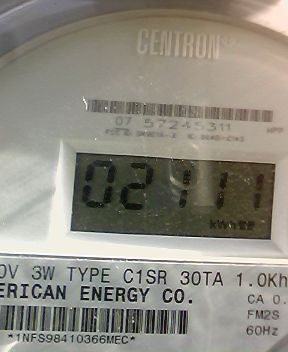 CENTRON
07 57245311
02111
kWh
0V 3W TYPE C1SR 30TA 1.0Kh
ERICAN ENERGY CO.
CA 0.
FM2S
60Hz
*1NFS98410366MEC*